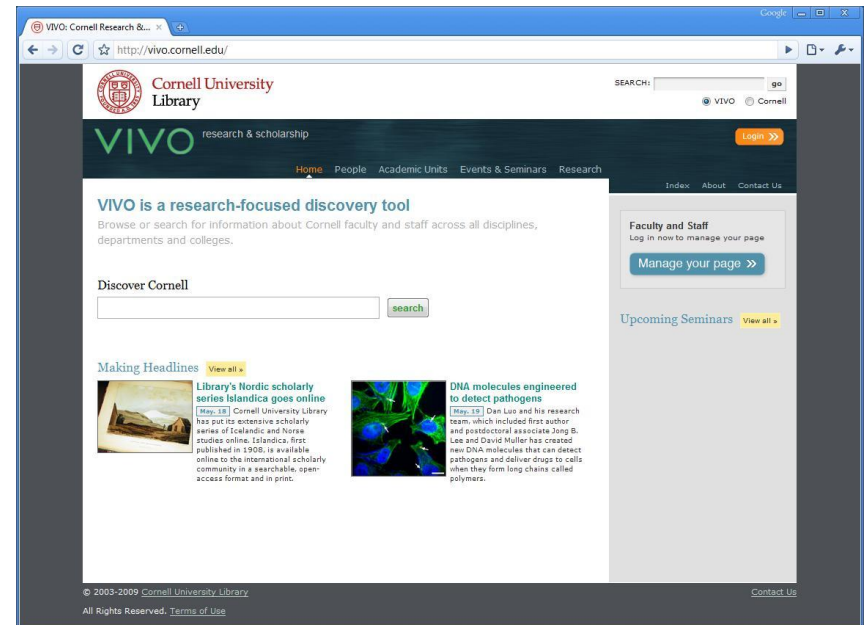 Google
VIVO: Cornell Research &...
http://vivo.cornell.edu/
Cornell University
Library
SEARCH:
go
VIVO Cornell
VIVO research & scholarship
Login »
Home People Academic Units Events & Seminars Research
Index About Contact Us
VIVO is a research-focused discovery tool
Browse or search for information about Cornell faculty and staff across all disciplines,
departments and colleges.
Faculty and Staff
Log in now to manage your page
Manage your page »
Discover Cornell
search
Upcoming Seminars View all »
Making Headlines View all »
Library's Nordic scholarly
series Islandica goes online
May. 18 Cornell University Library
has put its extensive scholarly
series of Icelandic and Norse
studies online. Islandica, first
published in 1908, is available
online to the international scholarly
community in a searchable, open-
access format and in print.
DNA molecules engineered
to detect pathogens
May. 19 Dan Luo and his research
team, which included first author
and postdoctoral associate Jong B.
Lee and David Muller has created
new DNA molecules that can detect
pathogens and deliver drugs to cells
when they form long chains called
polymers.
© 2003-2009 Cornell University Library
Contact Us
All Rights Reserved. Terms of Use